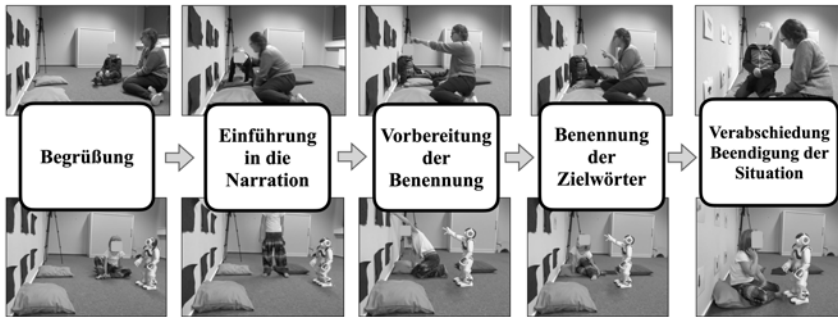 Begrüßung
Einführung
in die
Narration
Vorbereitung
der
Benennung
Benennung
der
Zielwörter
Verabschiedung
Beendigung der
Situation